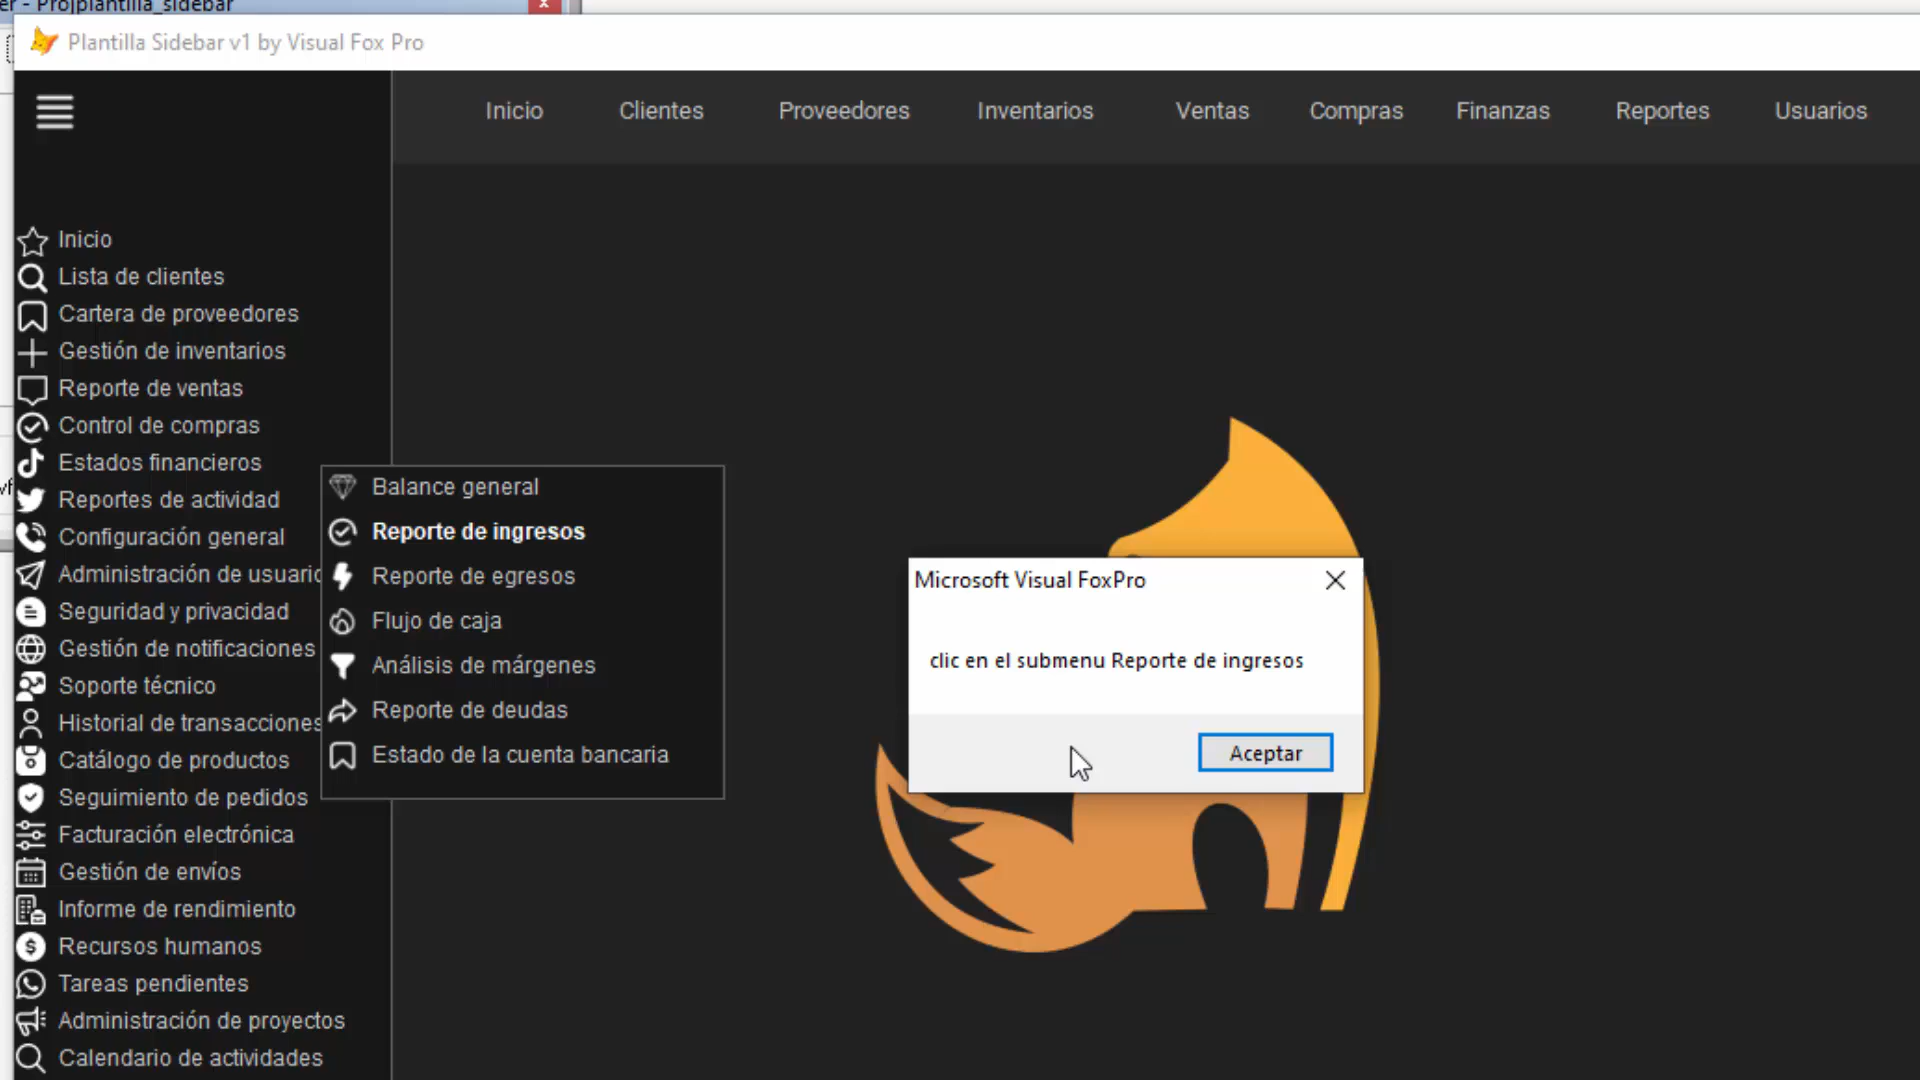 er - Projplantilla_sidebar
Plantilla Sidebar v1 by Visual Fox Pro
Inicio
Clientes
Proveedores
Inventarios
Ventas
Compras
Finanzas
Reportes
Usuarios
Inicio
Lista de clientes
Cartera de proveedores
Gestión de inventarios
Reporte de ventas
Control de compras
Estados financieros
Reportes de actividad
Configuración general
Administración de usuario
Seguridad y privacidad
Gestión de notificaciones
Soporte técnico
Historial de transacciones
Catálogo de productos
Seguimiento de pedidos
Facturación electrónica
Gestión de envíos
Informe de rendimiento
Recursos humanos
Tareas pendientes
Administración de proyectos
Calendario de actividades
Balance general
Reporte de ingresos
Reporte de egresos
Flujo de caja
Análisis de márgenes
Reporte de deudas
Estado de la cuenta bancaria
Microsoft Visual FoxPro
clic en el submenu Reporte de ingresos
Aceptar